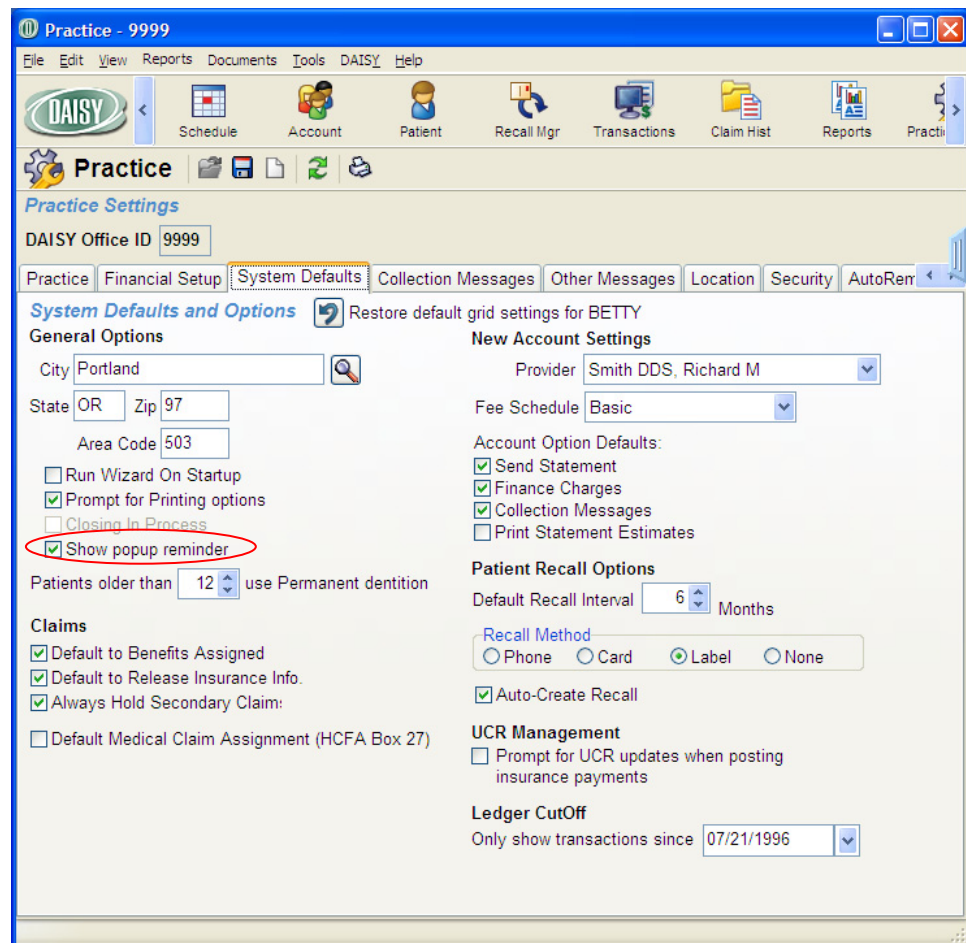 Practice - 9999
File Edit View Reports Documents Tools DAISY Help
DAISY
Schedule Account Patient Recall Mgr Transactions Claim Hist Reports Practi
Practice
Practice Settings
DAISY Office ID 9999
Practice Financial Setup System Defaults Collection Messages Other Messages Location Security AutoRem
System Defaults and Options Restore default grid settings for BETTY
General Options
City Portland
State OR Zip 97
Area Code 503
Run Wizard On Startup
Prompt for Printing options
Closing In Process
Show popup reminder
Patients older than 12 use Permanent dentition
Claims
Default to Benefits Assigned
Default to Release Insurance Info.
Always Hold Secondary Claims
Default Medical Claim Assignment (HCFA Box 27)
New Account Settings
Provider Smith DDS, Richard M
Fee Schedule Basic
Account Option Defaults:
Send Statement
Finance Charges
Collection Messages
Print Statement Estimates
Patient Recall Options
Default Recall Interval 6 Months
Recall Method
Phone Card Label None
Auto-Create Recall
UCR Management
Prompt for UCR updates when posting
insurance payments
Ledger CutOff
Only show transactions since 07/21/1996